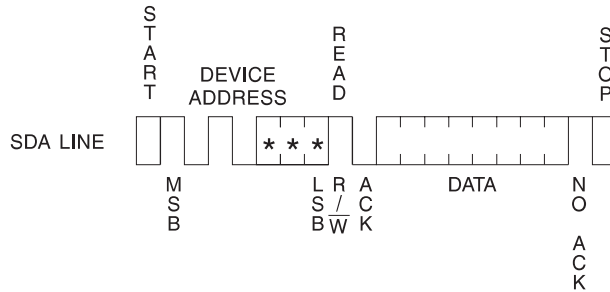 START
READ
STOP
DEVICE
ADDRESS
SDA LINE
* * *
MSB
LSB
R/W
ACK
DATA
NO ACK